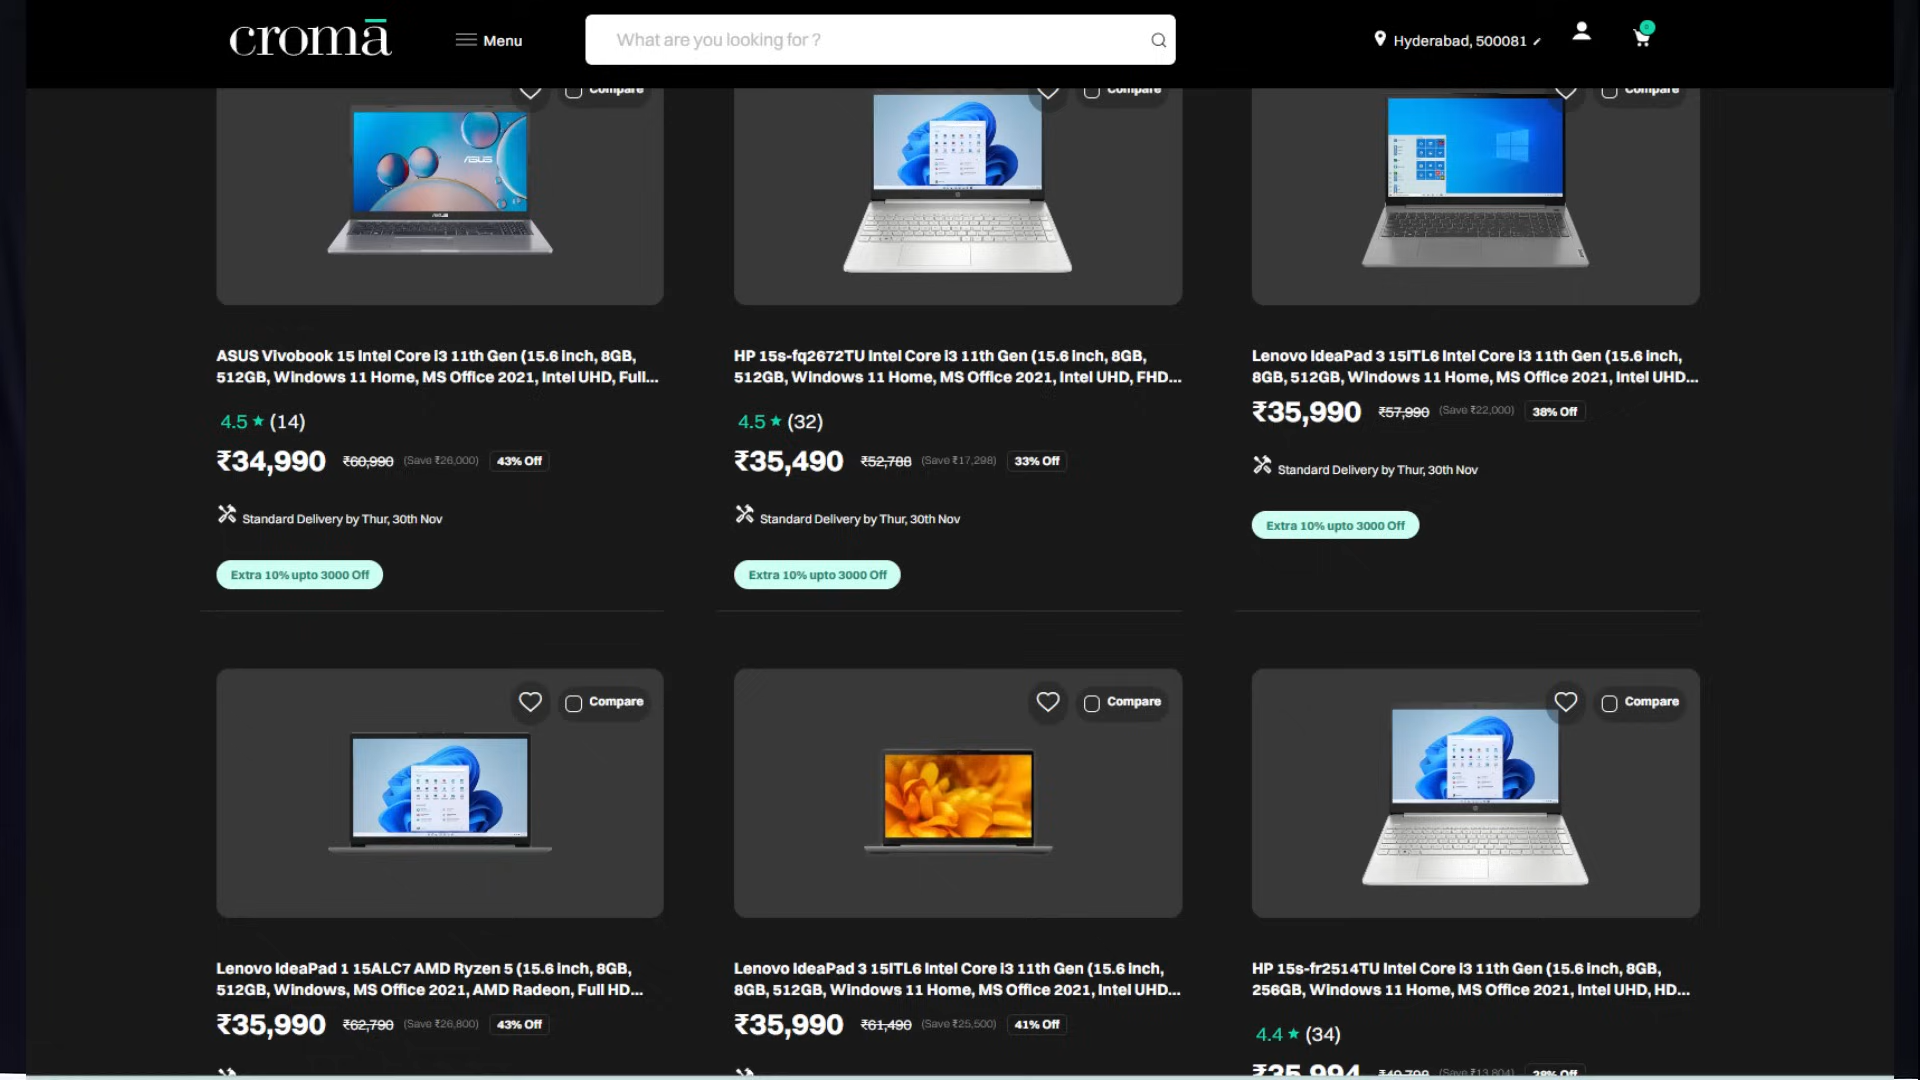 cromā
Menu
What are you looking for ?
Hyderabad, 500081
0
Compare
Compare
Compare
ASUS
ASUS Vivobook 15 Intel Core i3 11th Gen (15.6 inch, 8GB,
512GB, Windows 11 Home, MS Office 2021, Intel UHD, Full...
4.5 ★ (14)
₹34,990 ₹60,990 (Save ₹26,000) 43% Off
Standard Delivery by Thur, 30th Nov
Extra 10% upto 3000 Off
HP 15s-fq2672TU Intel Core i3 11th Gen (15.6 inch, 8GB,
512GB, Windows 11 Home, MS Office 2021, Intel UHD, FHD...
4.5 ★ (32)
₹35,490 ₹52,788 (Save ₹17,298) 33% Off
Standard Delivery by Thur, 30th Nov
Extra 10% upto 3000 Off
Lenovo IdeaPad 3 15ITL6 Intel Core i3 11th Gen (15.6 inch,
8GB, 512GB, Windows 11 Home, MS Office 2021, Intel UHD...
₹35,990 ₹57,990 (Save ₹22,000) 38% Off
Standard Delivery by Thur, 30th Nov
Extra 10% upto 3000 Off
Compare
Compare
Compare
Lenovo IdeaPad 1 15ALC7 AMD Ryzen 5 (15.6 inch, 8GB,
512GB, Windows, MS Office 2021, AMD Radeon, Full HD...
₹35,990 ₹62,790 (Save ₹26,800) 43% Off
Lenovo IdeaPad 3 15ITL6 Intel Core i3 11th Gen (15.6 inch,
8GB, 512GB, Windows 11 Home, MS Office 2021, Intel UHD...
₹35,990 ₹61,490 (Save ₹25,500) 41% Off
HP 15s-fr2514TU Intel Core i3 11th Gen (15.6 inch, 8GB,
256GB, Windows 11 Home, MS Office 2021, Intel UHD, HD...
4.4 ★ (34)
₹35,994 ₹49,798 (Save ₹13,804) 28% Off